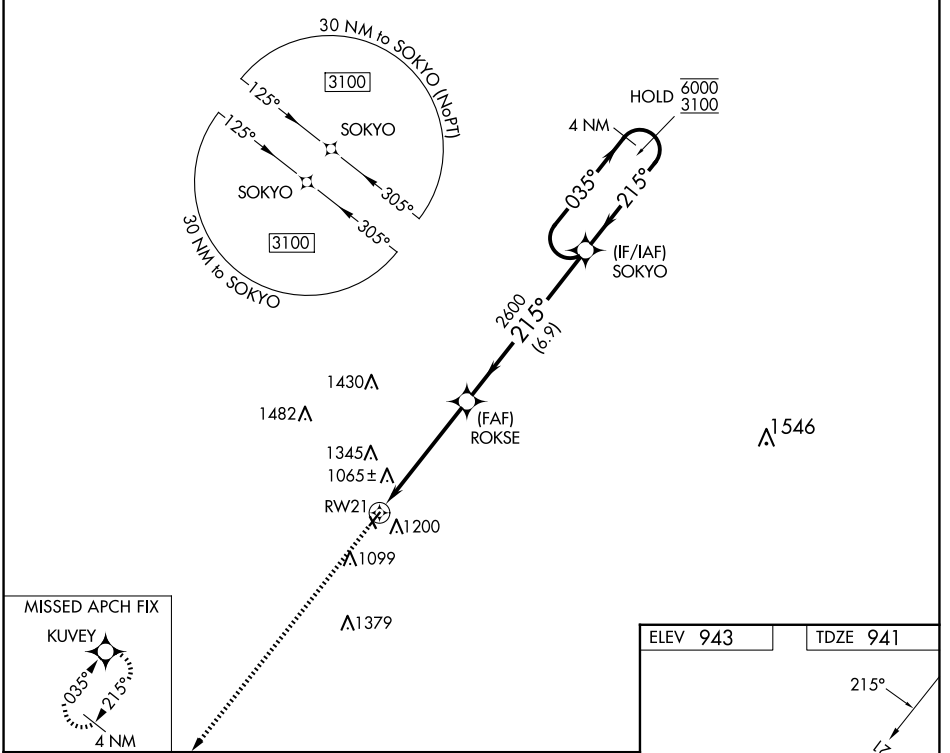 30 NM to SOKYO (NoPT)
3100
125°
SOKYO
305°
125°
SOKYO
305°
3100
30 NM to SOKYO
HOLD 6000
3100
4 NM
035°
215°
(IF/IAF)
SOKYO
2600
215°
(6.9)
1430
1482
(FAF)
ROKSE
1546
1345
1065±
RW21
1200
1099
1379
MISSED APCH FIX
KUVEY
035°
215°
4 NM
ELEV 943
TDZE 941
215°
21